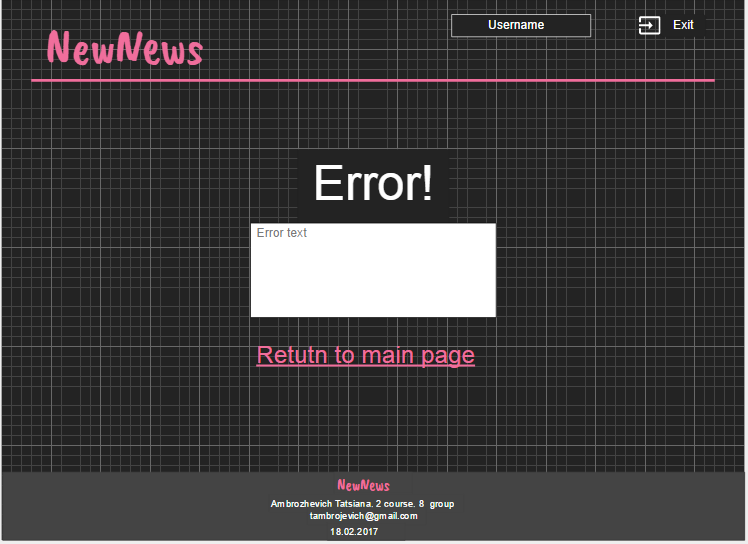 NewNews
Username
Exit
Error!
Error text
Retutn to main page
NewNews
Ambrozhevich Tatsiana. 2 course. 8 group
tambrojevich@gmail.com
18.02.2017